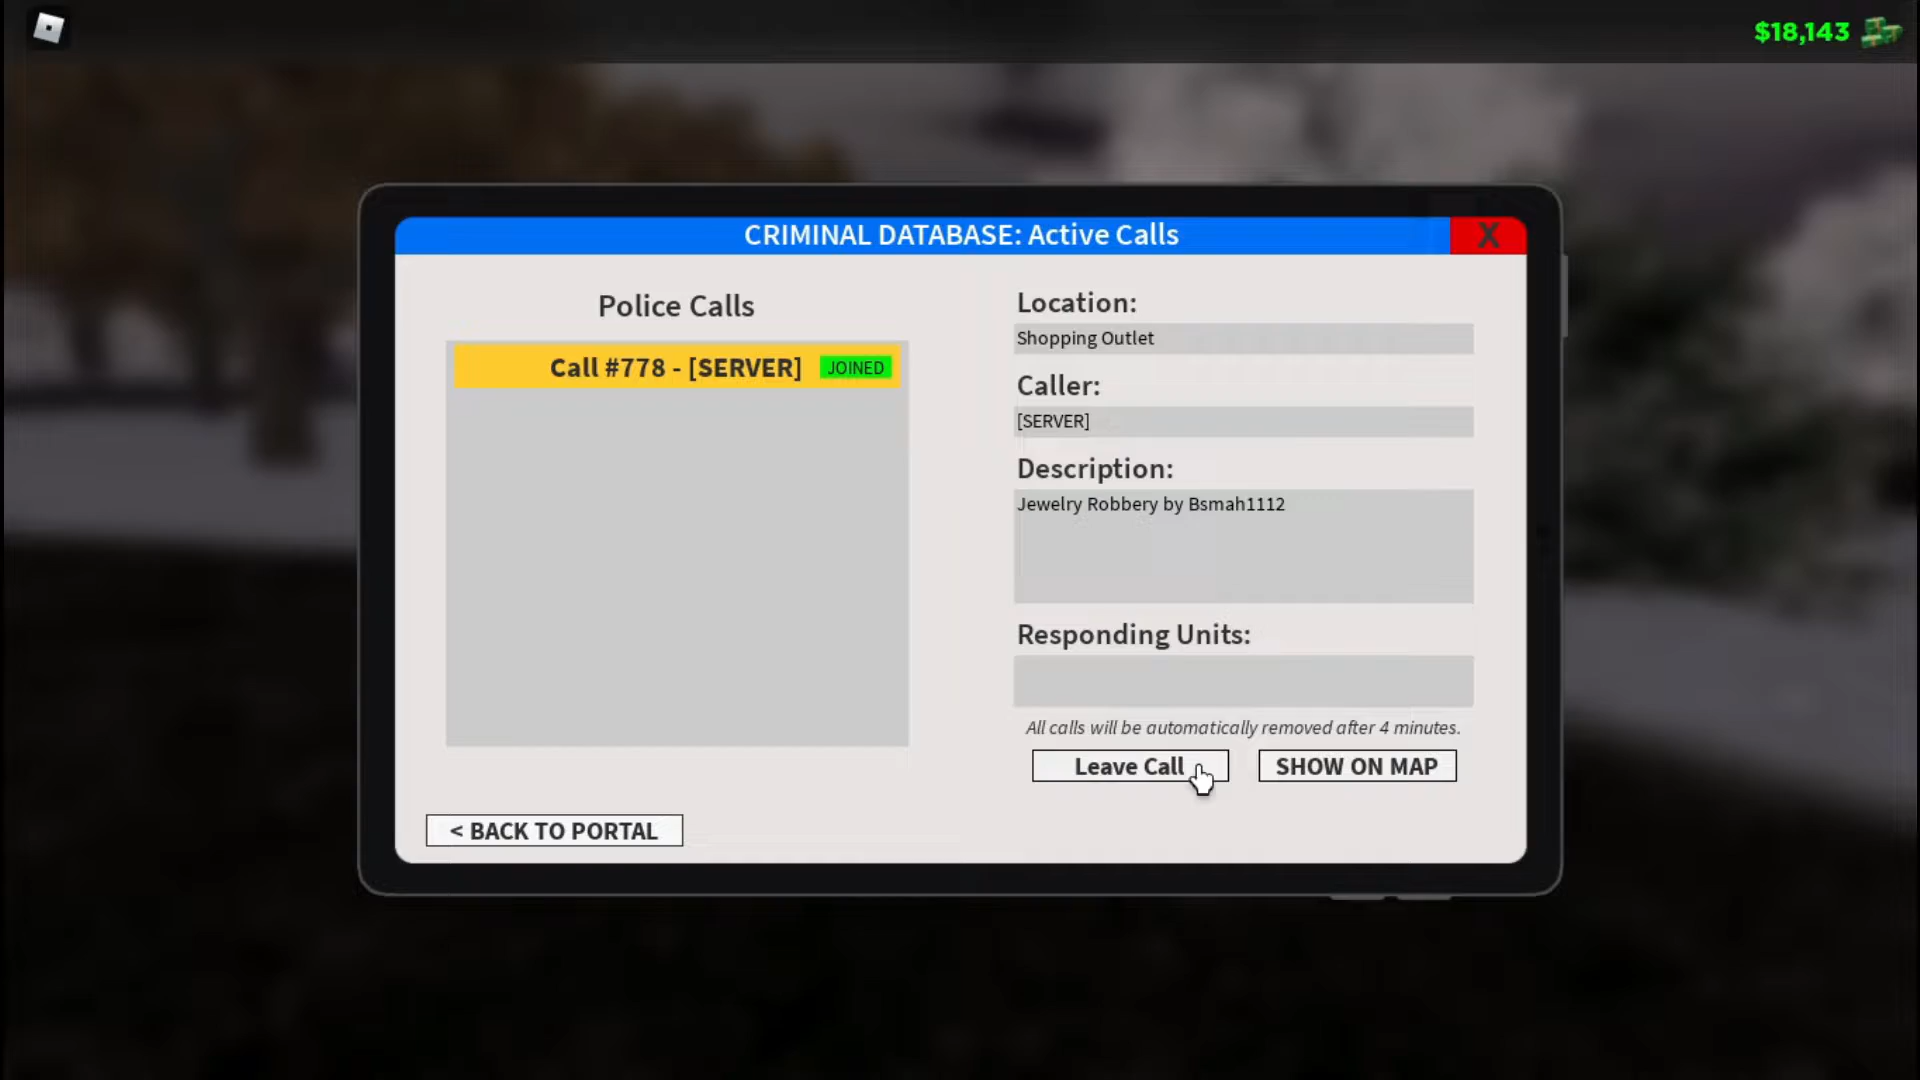 $18,143
CRIMINAL DATABASE: Active Calls
X
Police Calls
Call #778 - [SERVER]
JOINED
Location:
Shopping Outlet
Caller:
[SERVER]
Description:
Jewelry Robbery by Bsmah1112
Responding Units:
All calls will be automatically removed after 4 minutes.
Leave Call
SHOW ON MAP
< BACK TO PORTAL